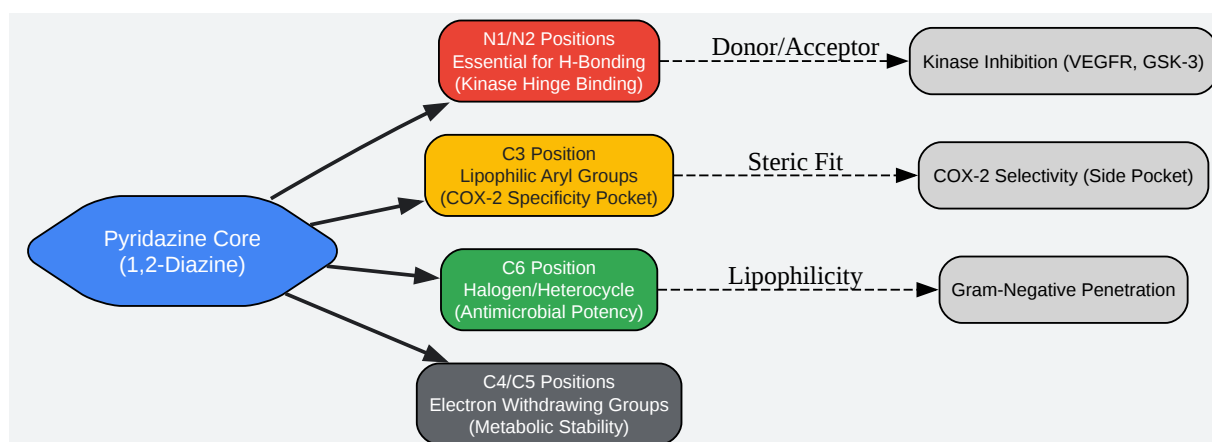 N1/N2 Positions
Essential for H-Bonding
(Kinase Hinge Binding)
Donor/Acceptor
Kinase Inhibition (VEGFR, GSK-3)
C3 Position
Lipophilic Aryl Groups
(COX-2 Specificity Pocket)
Steric Fit
COX-2 Selectivity (Side Pocket)
Pyridazine Core
(1,2-Diazine)
C6 Position
Halogen/Heterocycle
(Antimicrobial Potency)
Lipophilicity
Gram-Negative Penetration
C4/C5 Positions
Electron Withdrawing Groups
(Metabolic Stability)